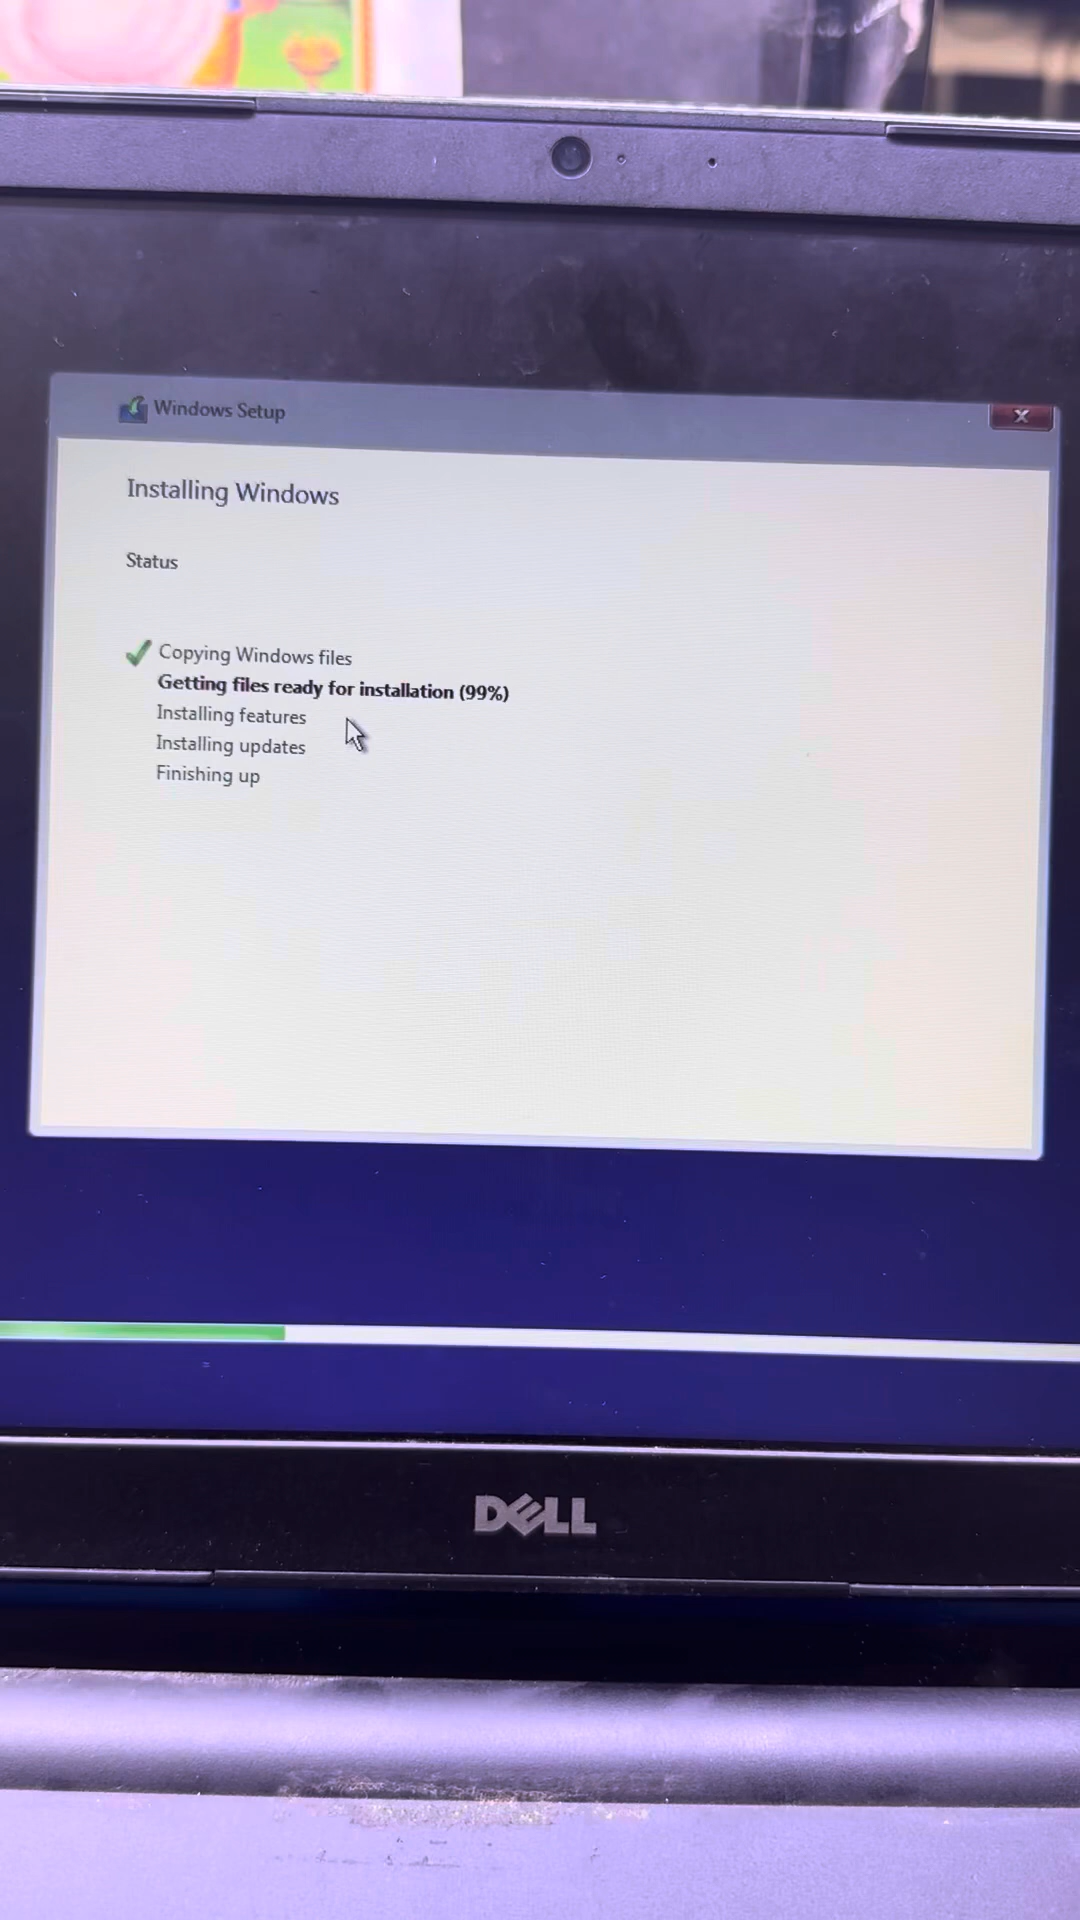 Windows Setup
Installing Windows
Status
Copying Windows files
Getting files ready for installation (99%)
Installing features
Installing updates
Finishing up
DELL